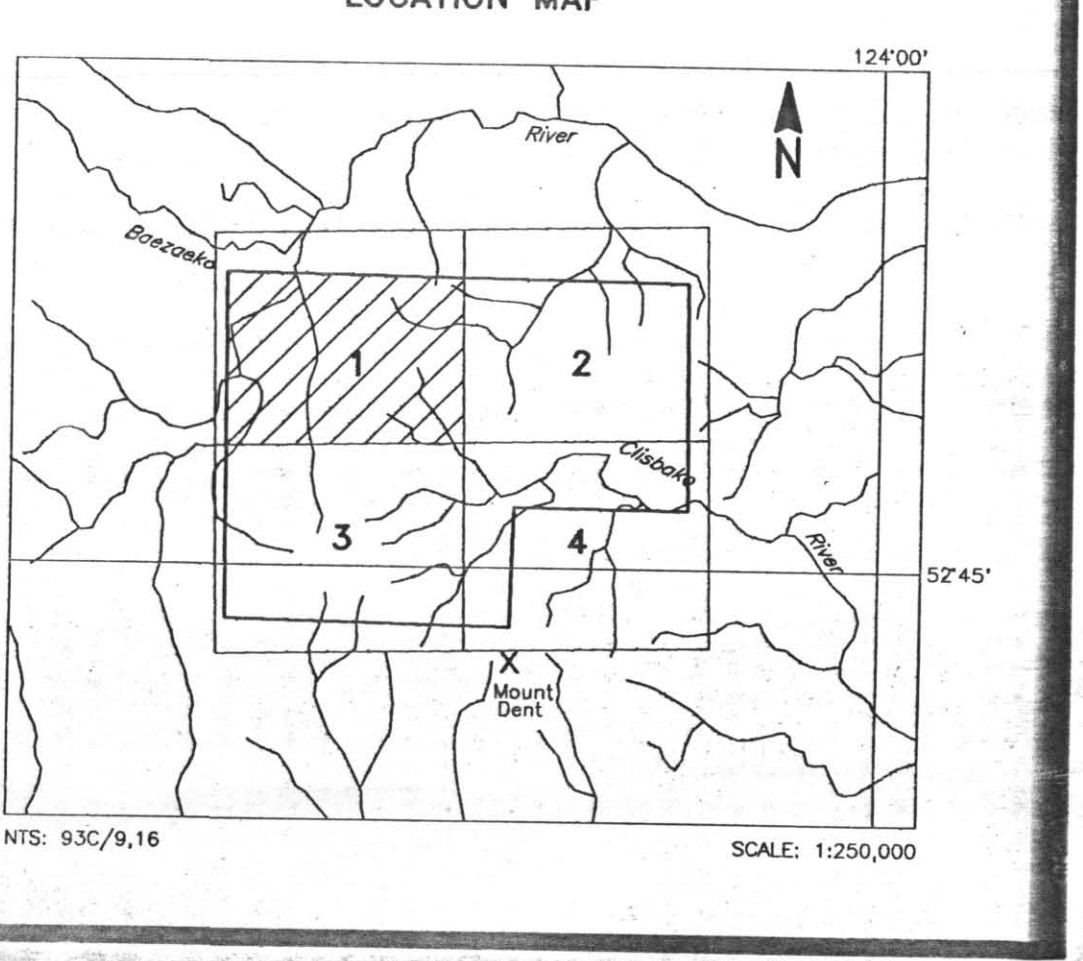 LOCATION MAP
124°00'
River
N
Baezaeko
1
2
Clisbako
3
4
River
52°45'
X
Mount
Dent
NTS: 93C/9,16
SCALE: 1:250,000